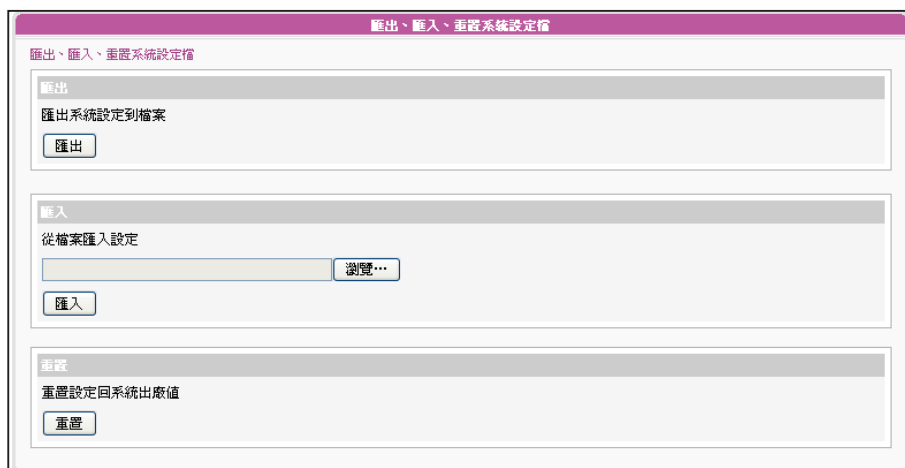 匯出、匯入、重置系統設定檔
匯出、匯入、重置系統設定檔
匯出
匯出系統設定到檔案
匯出
匯入
從檔案匯入設定
瀏覽…
匯入
重置
重置設定回系統出廠值
重置